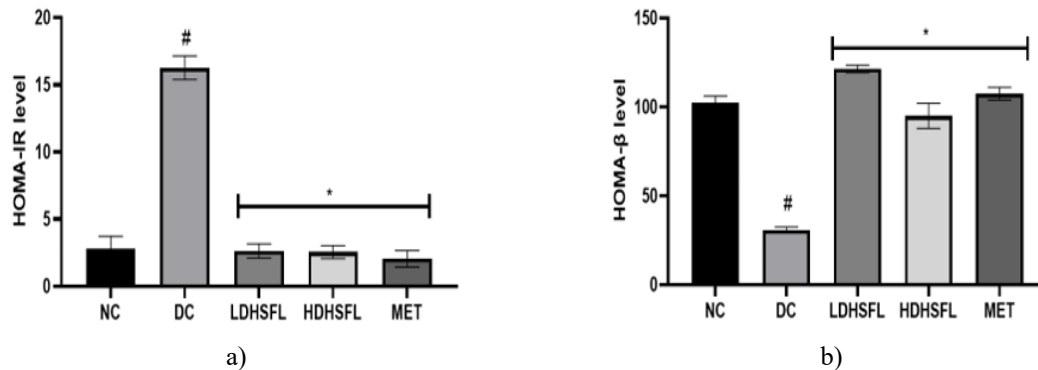 20
15
10
5
0
HOMA-IR level
#
*
NC DC LDHSFL HDHSFL MET
a)
150
100
50
0
HOMA-β level
#
*
NC DC LDHSFL HDHSFL MET
b)